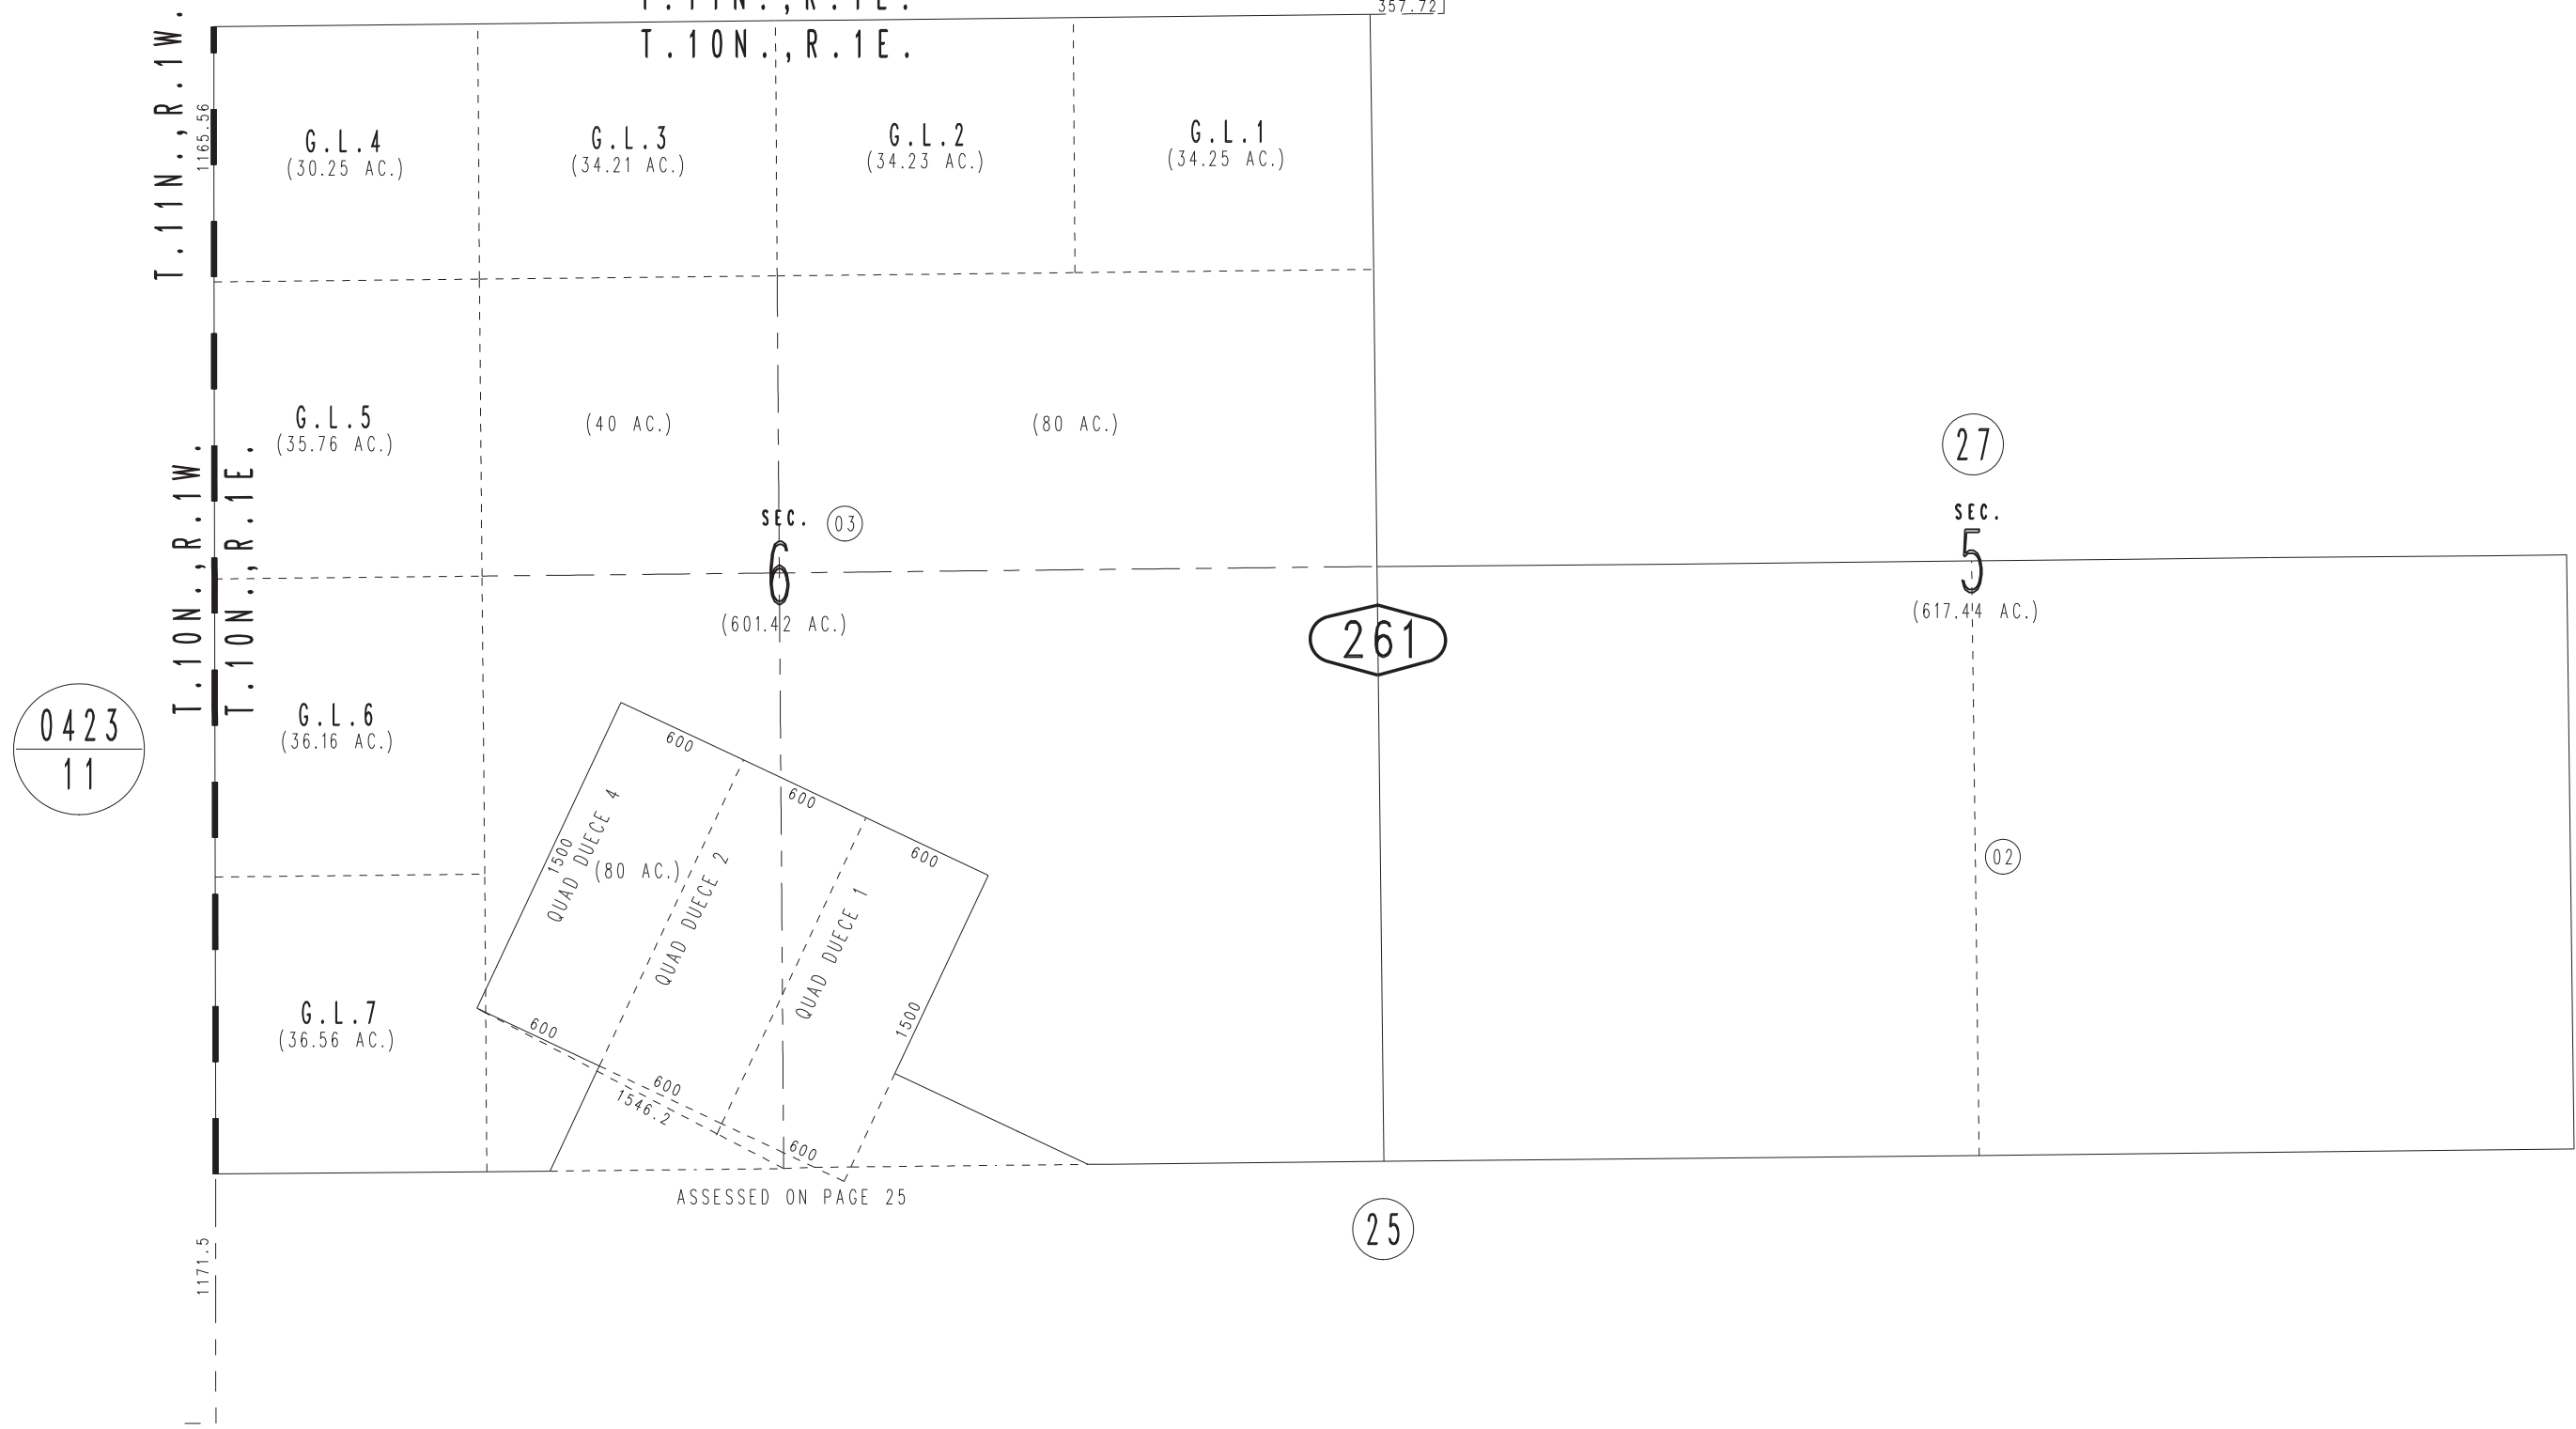 T.11N.,R.1E.
357.72
T.10N.,R.1E.
T.11N.,R.1W.
1165.56
G.L.4
(30.25 AC.)
G.L.3
(34.21 AC.)
G.L.2
(34.23 AC.)
G.L.1
(34.25 AC.)
G.L.5
(35.76 AC.)
(40 AC.)
(80 AC.)
27
T.10N.,R.1W.
T.10N.,R.1E.
SEC.
03
6
(601.42 AC.)
SEC.
5
(617.44 AC.)
261
0423
11
G.L.6
(36.16 AC.)
600
600
600
1500
QUAD DUECE 4
(80 AC.)
QUAD DUECE 2
QUAD DUECE 1
1500
02
G.L.7
(36.56 AC.)
600
600
1546.2
600
ASSESSED ON PAGE 25
25
1171.5